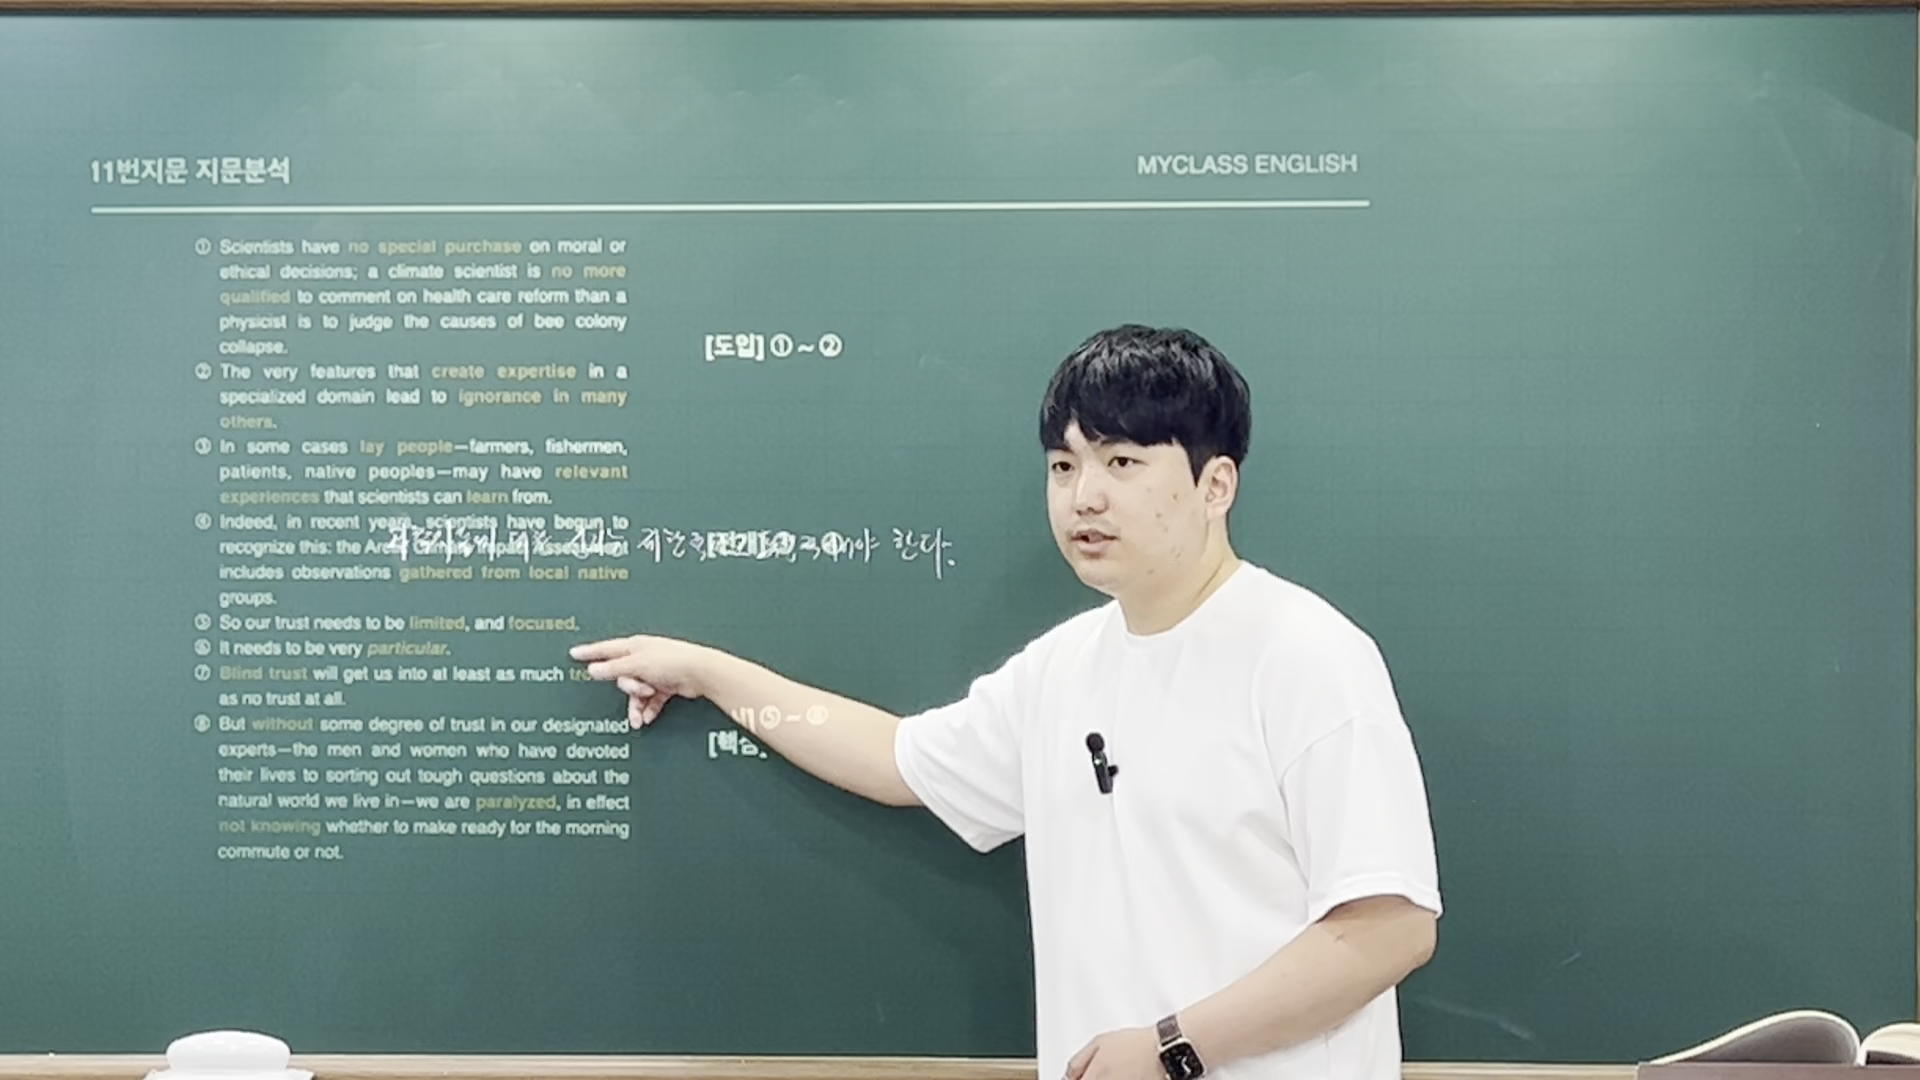 11번지문 지문분석
MYCLASS ENGLISH
① Scientists have no special purchase on moral or
ethical decisions; a climate scientist is no more
qualified to comment on health care reform than a
physicist is to judge the causes of bee colony
collapse.
[도입] ① ~ ②
② The very features that create expertise in a
specialized domain lead to ignorance in many
others.
③ In some cases lay people—farmers, fishermen,
patients, native peoples—may have relevant
experiences that scientists can learn from.
④ Indeed, in recent years, scientists have begun to
recognize this: the Arctic Climate Impact Assessment
includes observations gathered from local native
groups.
한다.
⑤ So our trust needs to be limited, and focused.
⑥ It needs to be very particular.
⑦ Blind trust will get us into at least as much
as no trust at all.
⑧ But without some degree of trust in our designated
experts—the men and women who have devoted
their lives to sorting out tough questions about the
natural world we live in—we are paralyzed, in effect
not knowing whether to make ready for the morning
commute or not.